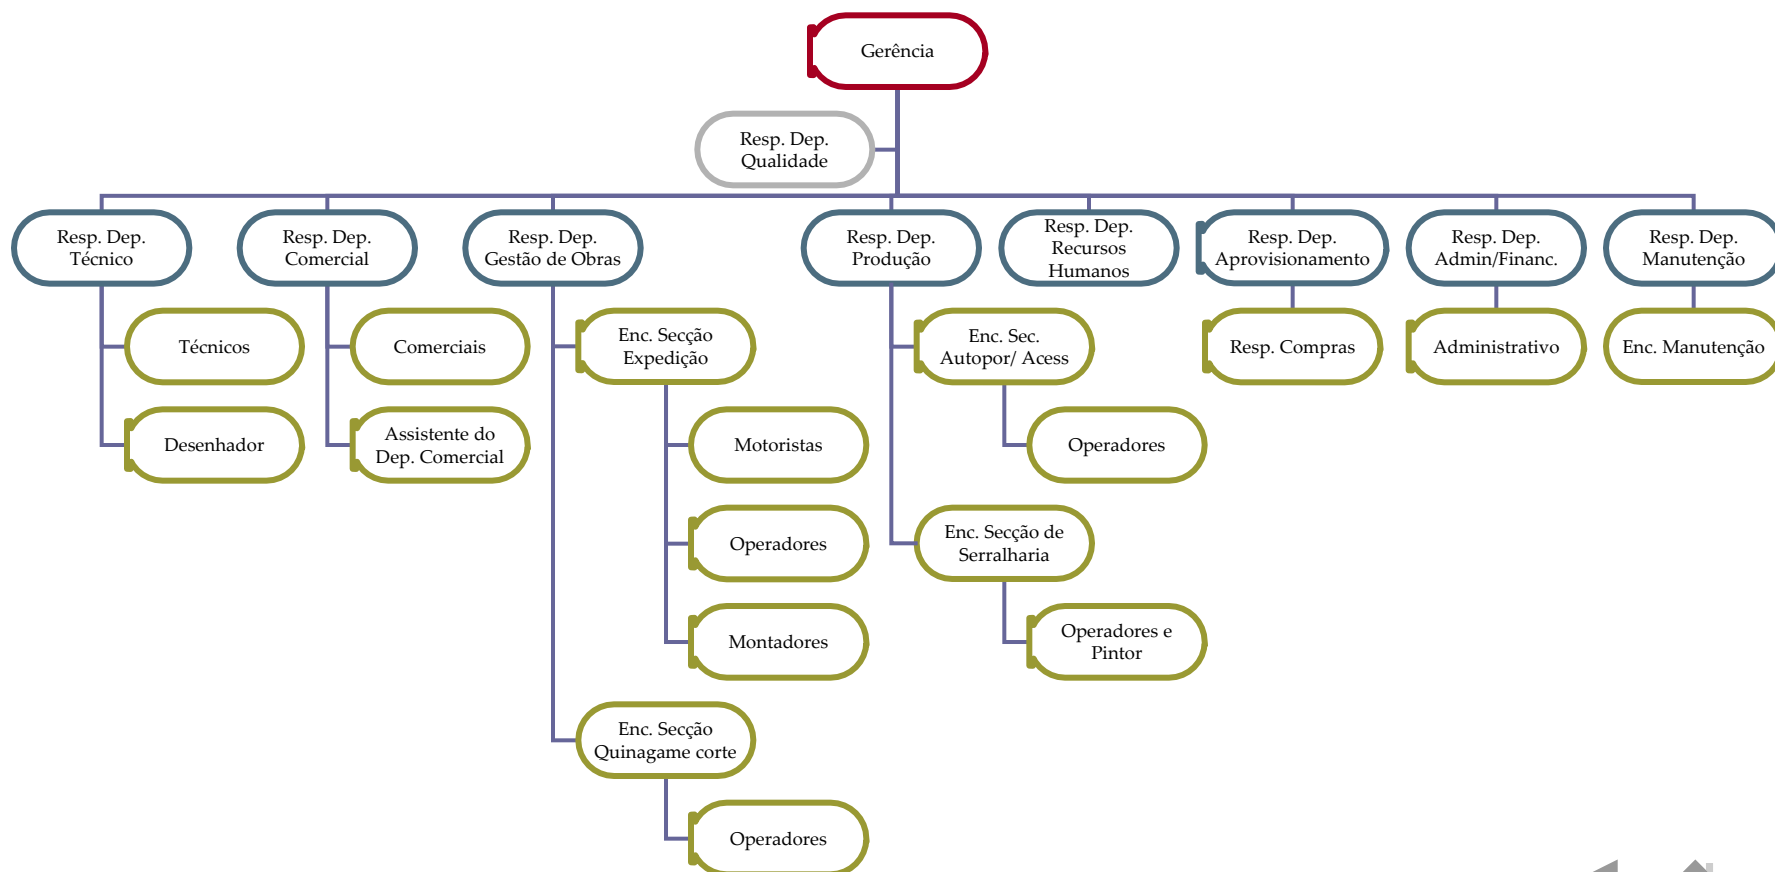 Gerência
Resp. Dep.
Qualidade
Resp. Dep.
Técnico
Resp. Dep.
Comercial
Resp. Dep.
Gestão de Obras
Resp. Dep.
Produção
Resp. Dep.
Recursos
Humanos
Resp. Dep.
Aprovisionamento
Resp. Dep.
Admin/Financ.
Resp. Dep.
Manutenção
Técnicos
Comerciais
Enc. Secção
Expedição
Enc. Sec.
Autopor/ Acess
Resp. Compras
Administrativo
Enc. Manutenção
Desenhador
Assistente do
Dep. Comercial
Motoristas
Operadores
Operadores
Enc. Secção de
Serralharia
Montadores
Operadores e
Pintor
Enc. Secção
Quinagame corte
Operadores